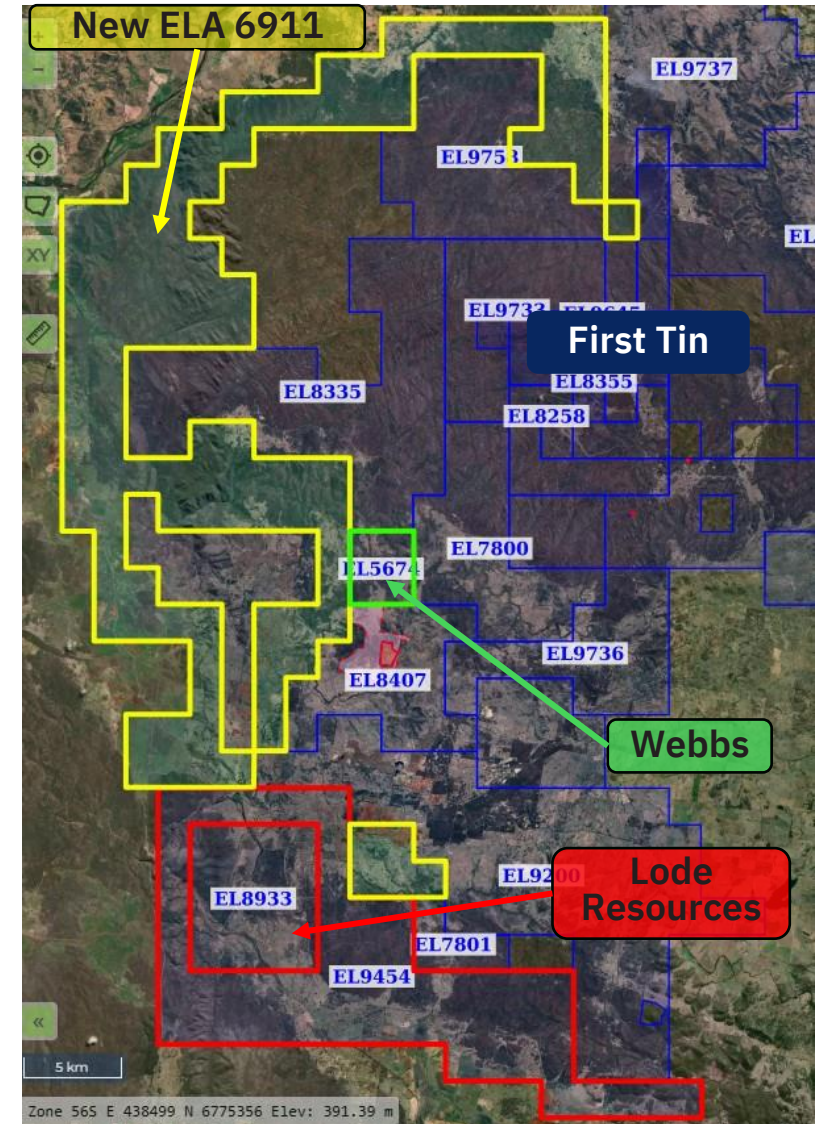 New ELA 6911
EL9737
EL9753
XY
EL
EL9733
EL9645
First Tin
EL8335
EL8355
EL8258
EL7800
EL5674
EL9736
EL8407
Webbs
Lode
Resources
EL9200
EL8933
EL7801
EL9454
«
5 km
Zone 56S E 438499 N 6775356 Elev: 391.39 m